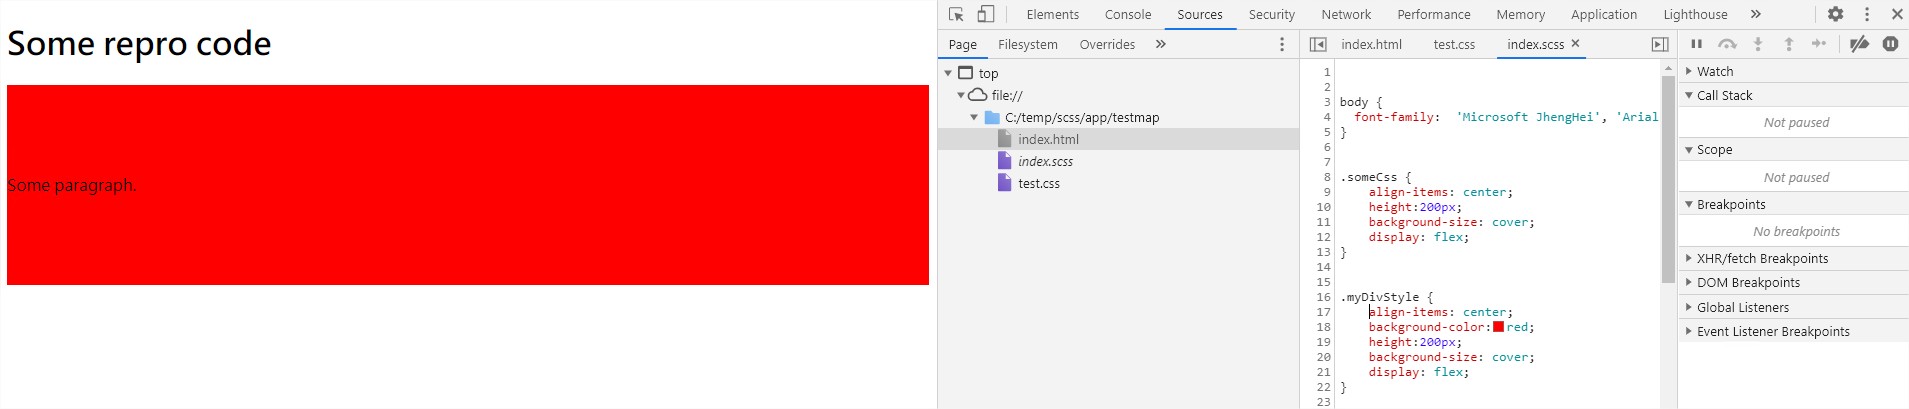 Some repro code
Some paragraph.
Elements Console Sources Security Network Performance Memory Application Lighthouse »
Page Filesystem Overrides »
top
file://
C:/temp/scss/app/testmap
index.html
index.scss
test.css
index.html test.css index.scss ×
1
2
3 body {
4 font-family: 'Microsoft JhengHei', 'Arial
5 }
6
7
8 .someCss {
9 align-items: center;
10 height:200px;
11 background-size: cover;
12 display: flex;
13 }
14
15
16 .myDivStyle {
17 align-items: center;
18 background-color:red;
19 height:200px;
20 background-size: cover;
21 display: flex;
22 }
23
Watch
Call Stack
Not paused
Scope
Not paused
Breakpoints
No breakpoints
XHR/fetch Breakpoints
DOM Breakpoints
Global Listeners
Event Listener Breakpoints